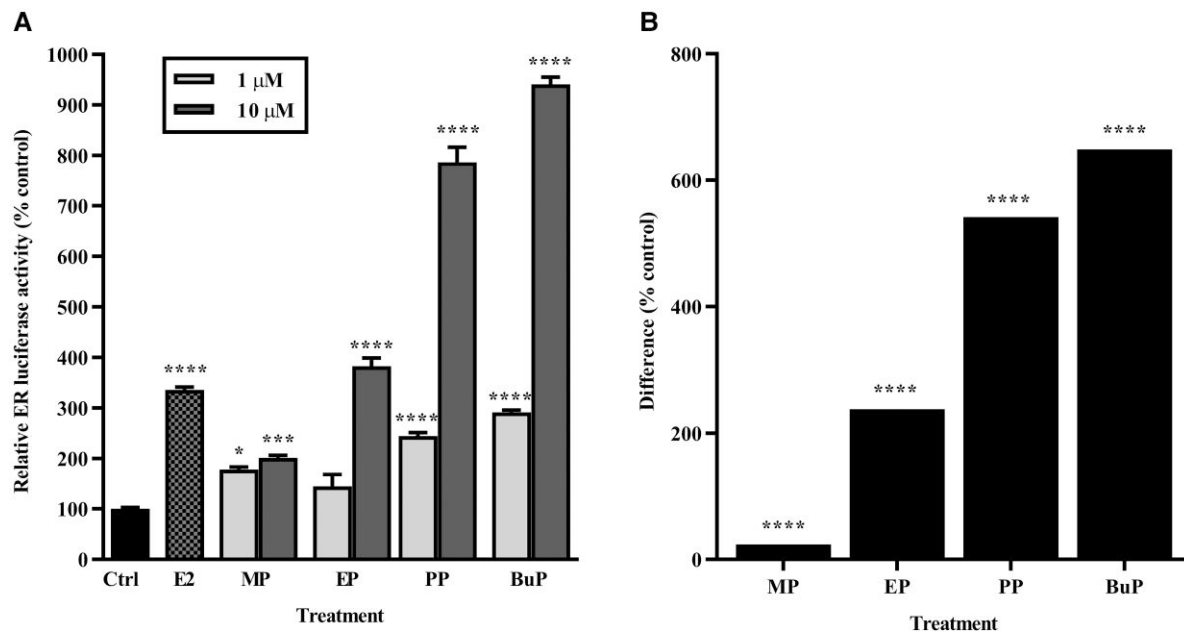 A
Relative ER luciferase activity (% control)
1000
900
800
700
600
500
400
300
200
100
0
1 μM
10 μM
****
*
***
****
****
****
****
****
Ctrl E2 MP EP PP BuP
Treatment
B
Difference (% control)
800
600
400
200
0
****
****
****
****
MP EP PP BuP
Treatment